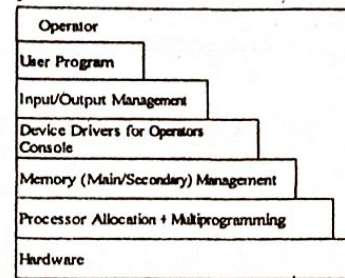 Operator
User Program
Input/Output Management
Device Drivers for Operators
Console
Memory (Main/Secondary) Management
Processor Allocation + Multiprogramming
Hardware